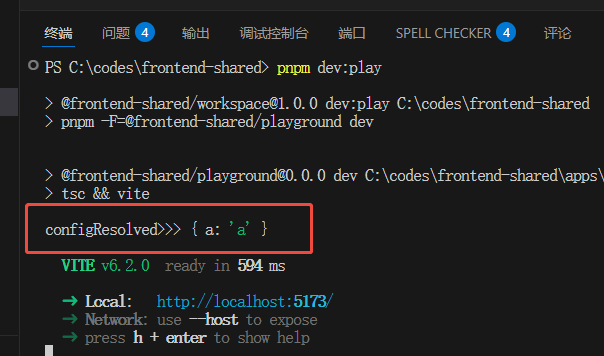 终端 问题 4 输出 调试控制台 端口 SPELL CHECKER 4 评论
PS C:\codes\frontend-shared> pnpm dev:play
> @frontend-shared/workspace@1.0.0 dev:play C:\codes\frontend-shared
> pnpm -F=@frontend-shared/playground dev
> @frontend-shared/playground@0.0.0 dev C:\codes\frontend-shared\apps\
> tsc && vite
configResolved>>> { a: 'a' }
VITE v6.2.0 ready in 594 ms
➜ Local: http://localhost:5173/
➜ Network: use --host to expose
➜ press h + enter to show help